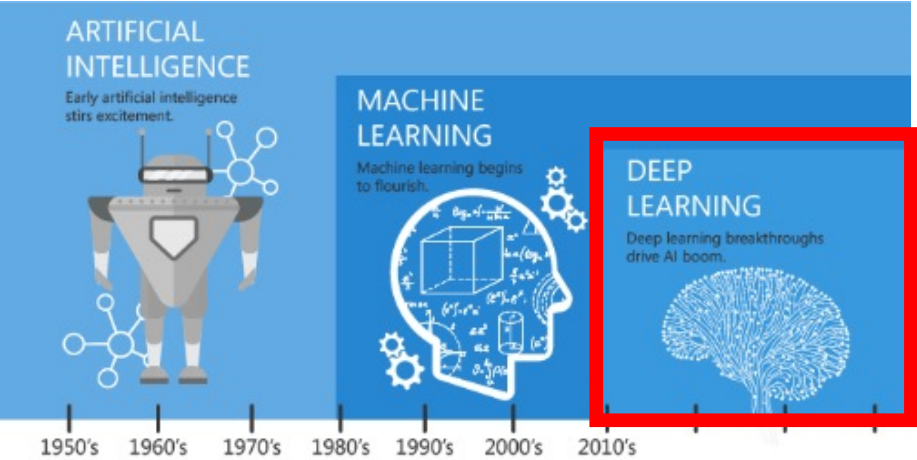 ARTIFICIAL
INTELLIGENCE
Early artificial intelligence
stirs excitement.
MACHINE
LEARNING
Machine learning begins
to flourish.
DEEP
LEARNING
Deep learning breakthroughs
drive AI boom.
1950's 1960's 1970's 1980's 1990's 2000's 2010's